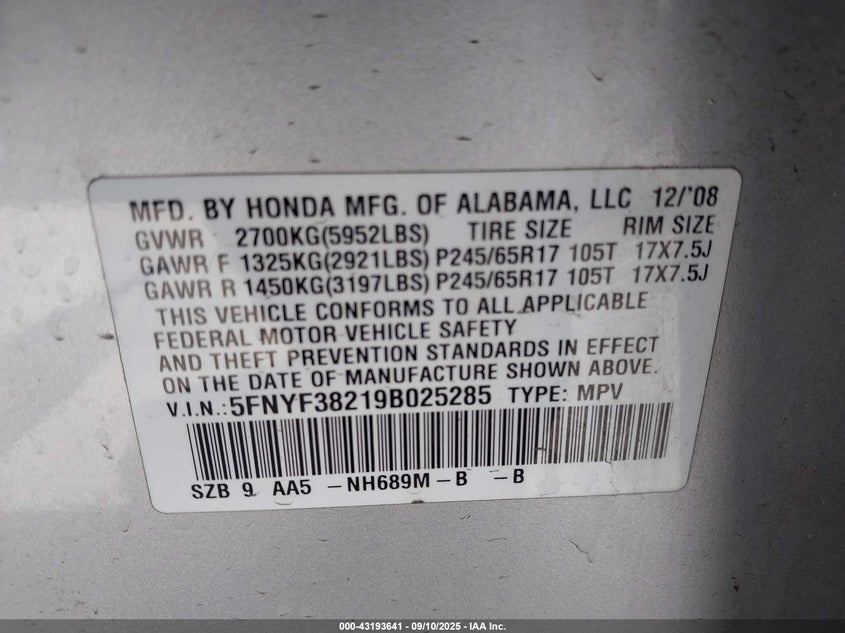 MFD. BY HONDA MFG. OF ALABAMA, LLC 12/'08
GVWR 2700KG(5952LBS) TIRE SIZE RIM SIZE
GAWR F 1325KG(2921LBS) P245/65R17 105T 17X7.5J
GAWR R 1450KG(3197LBS) P245/65R17 105T 17X7.5J
THIS VEHICLE CONFORMS TO ALL APPLICABLE
FEDERAL MOTOR VEHICLE SAFETY
AND THEFT PREVENTION STANDARDS IN EFFECT
ON THE DATE OF MANUFACTURE SHOWN ABOVE.
V.I.N.:5FNYF38219B025285 TYPE: MPV
SZB 9 AA5 -NH689M-B -B
000-43193641 - 09/10/2025 - IAA Inc.